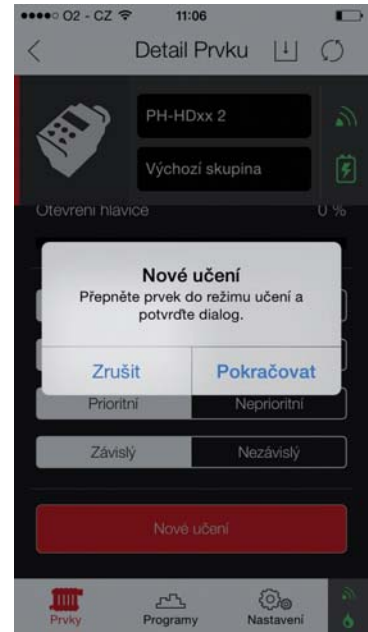 O2 - CZ 11:06
Detail Prvku
PH-HDxx 2
Výchozí skupina
Otevření hlavice 0 %
Nové učení
Přepněte prvek do režimu učení a
potvrďte dialog.
Zrušit Pokračovat
Prioritní Neprioritní
Závislý Nezávislý
Nové učení
Prvky Programy Nastavení